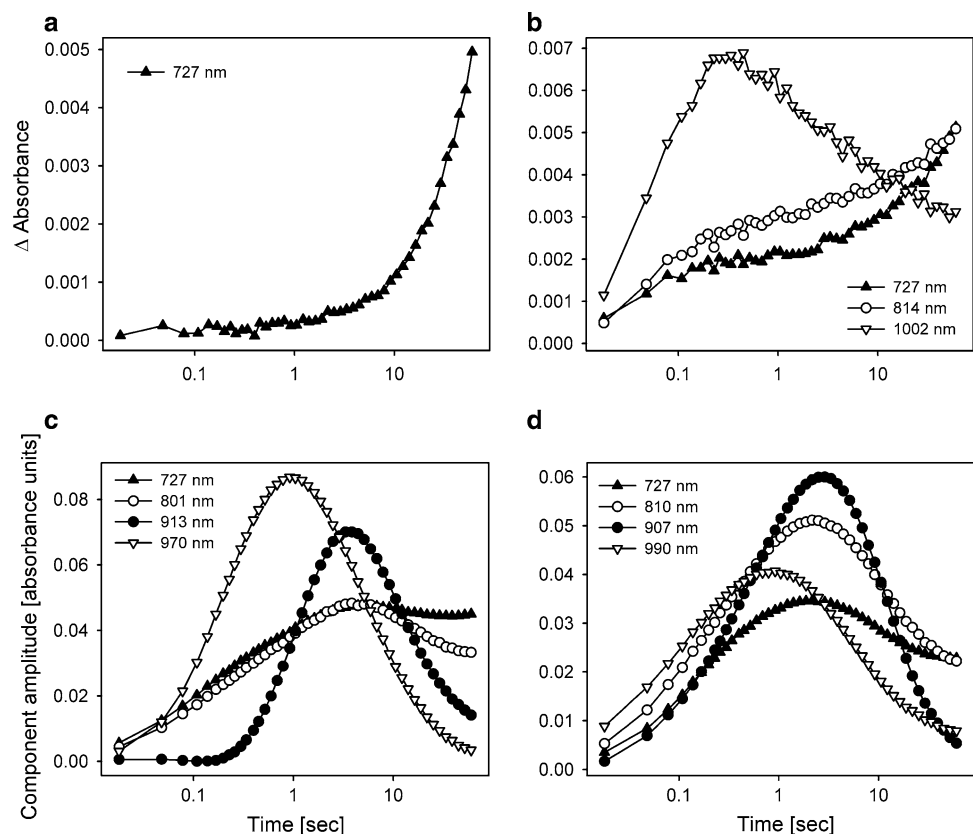 a
0.005
0.004
0.003
0.002
0.001
0.000
Δ Absorbance
727 nm
0.1 1 10
b
0.007
0.006
0.005
0.004
0.003
0.002
0.001
0.000
727 nm
814 nm
1002 nm
0.1 1 10
c
0.08
0.06
0.04
0.02
0.00
Component amplitude [absorbance units]
727 nm
801 nm
913 nm
970 nm
0.1 1 10
Time [sec]
d
0.06
0.05
0.04
0.03
0.02
0.01
0.00
727 nm
810 nm
907 nm
990 nm
0.1 1 10
Time [sec]